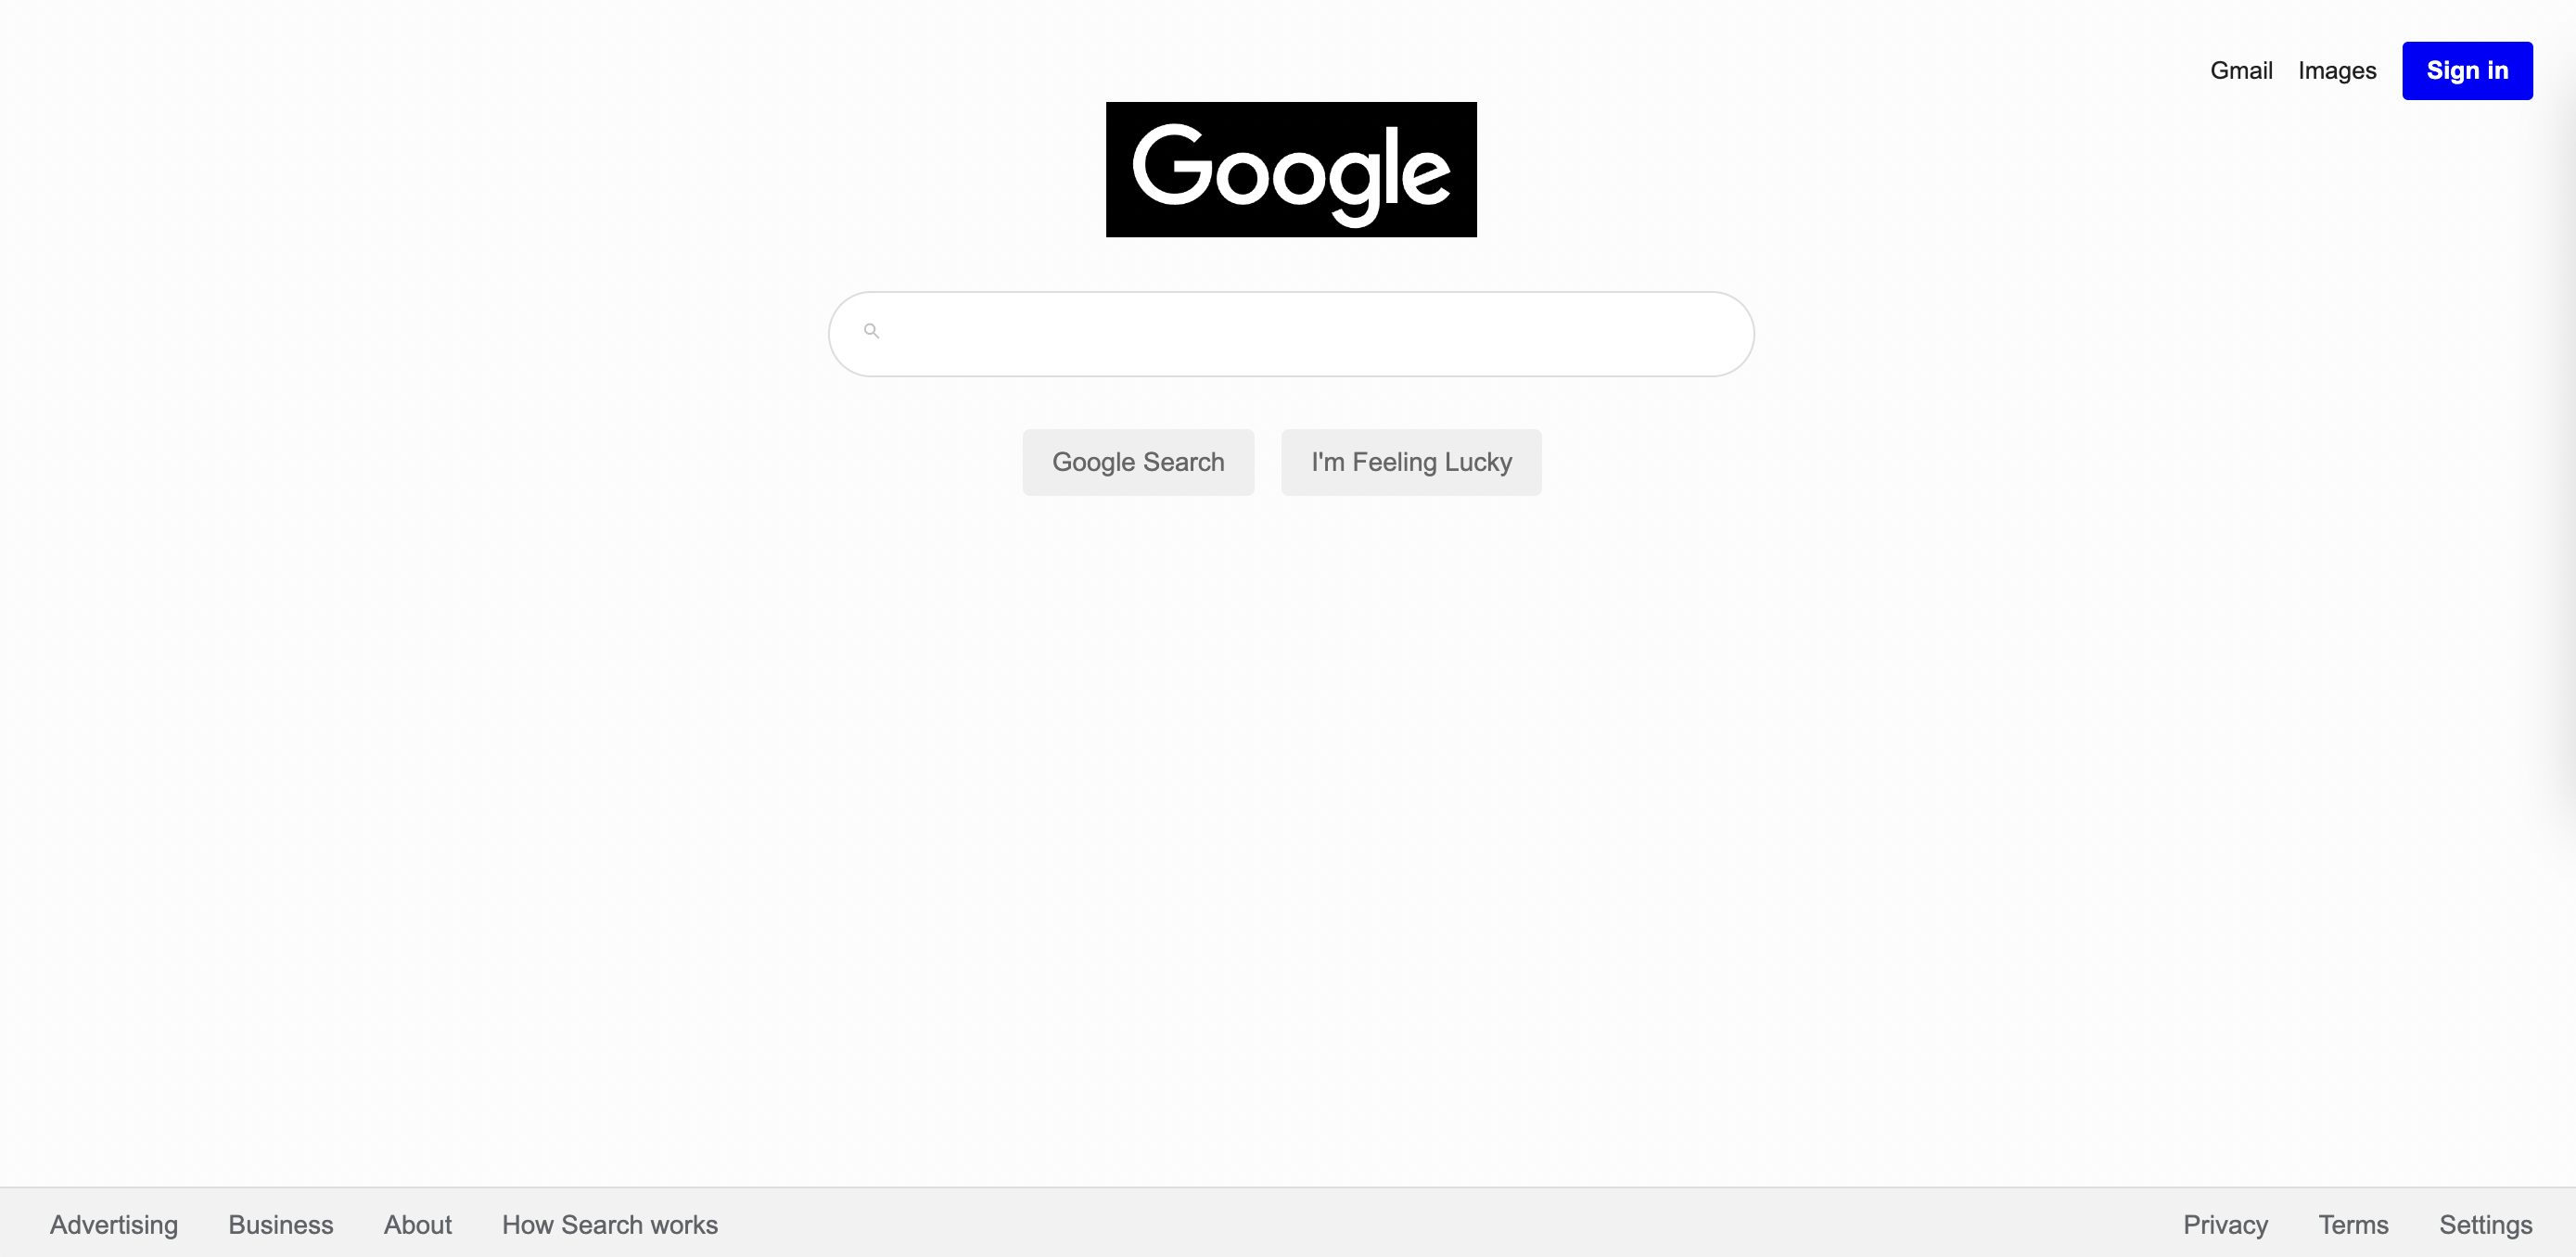 Gmail Images Sign in
Google
Google Search I'm Feeling Lucky
Advertising Business About How Search works Privacy Terms Settings